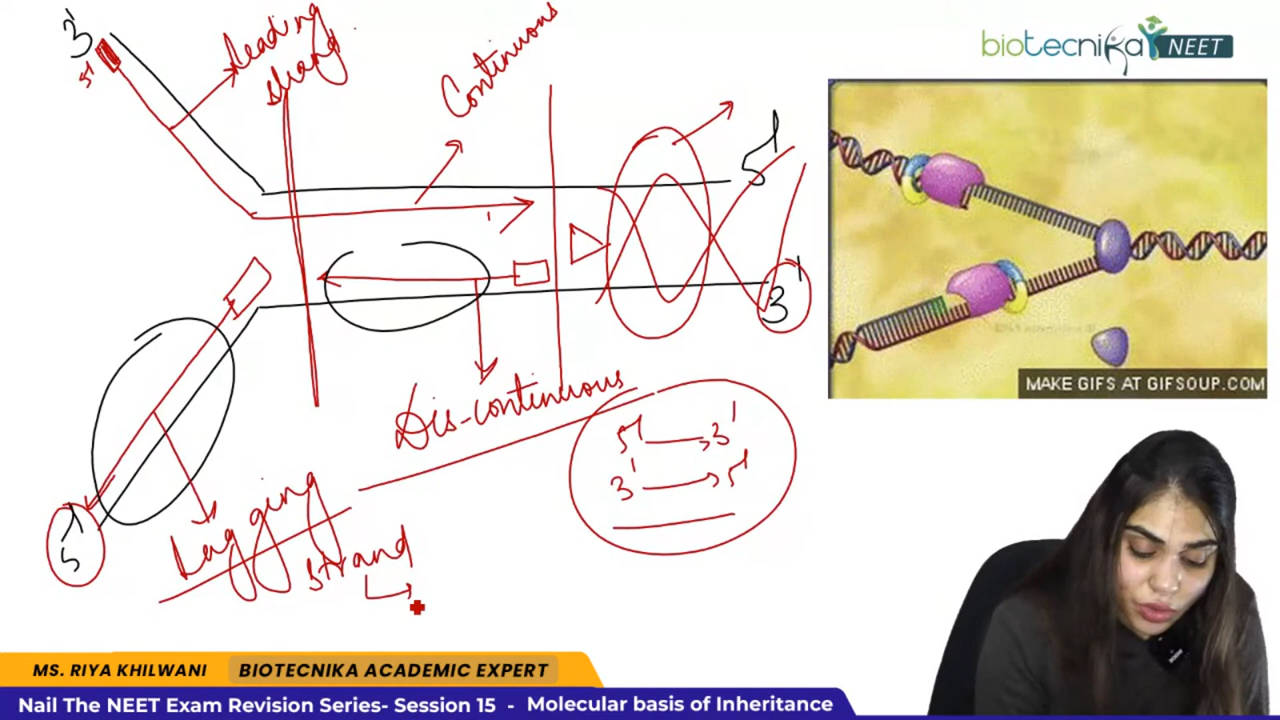 3'
5'
Leading
strand
Continuous
5'
3'
Dis-continuous
5' → 3'
3' → 5'
5'
Lagging
strand
biotecnika NEET
MAKE GIFS AT GIFSOUP.COM
MS. RIYA KHILWANI BIOTECNIKA ACADEMIC EXPERT
Nail The NEET Exam Revision Series- Session 15 - Molecular basis of Inheritance